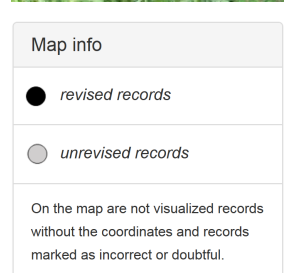 Map info
revised records
unrevised records
On the map are not visualized records
without the coordinates and records
marked as incorrect or doubtful.